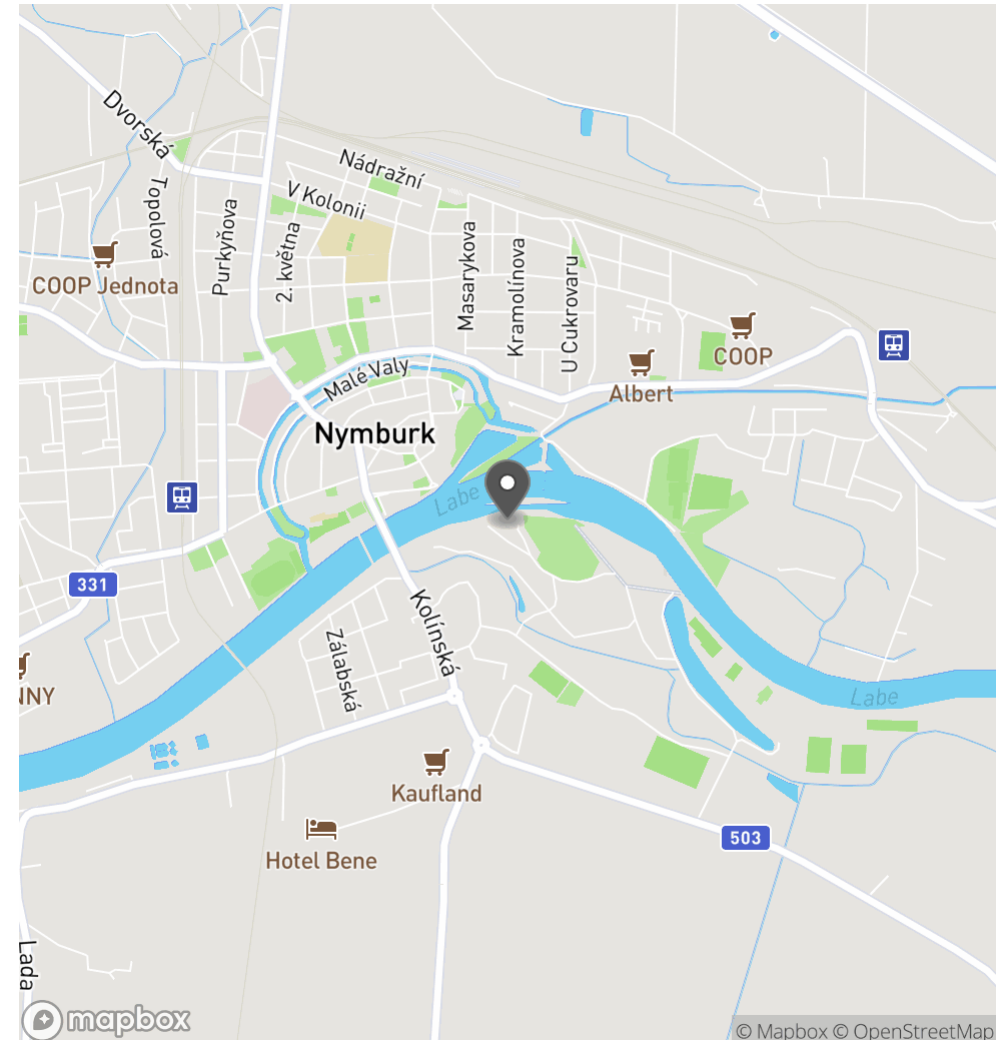 Dvorská
Nádražní
V Kolonii
Topolová
Purkyňova
2. května
Masarykova
Kramolínova
U Cukrovaru
COOP Jednota
COOP
Albert
Malé Valy
Nymburk
Labe
331
Kolínská
Zálabská
NNY
Labe
Kaufland
503
Hotel Bene
Lada
mapbox
© Mapbox © OpenStreetMap